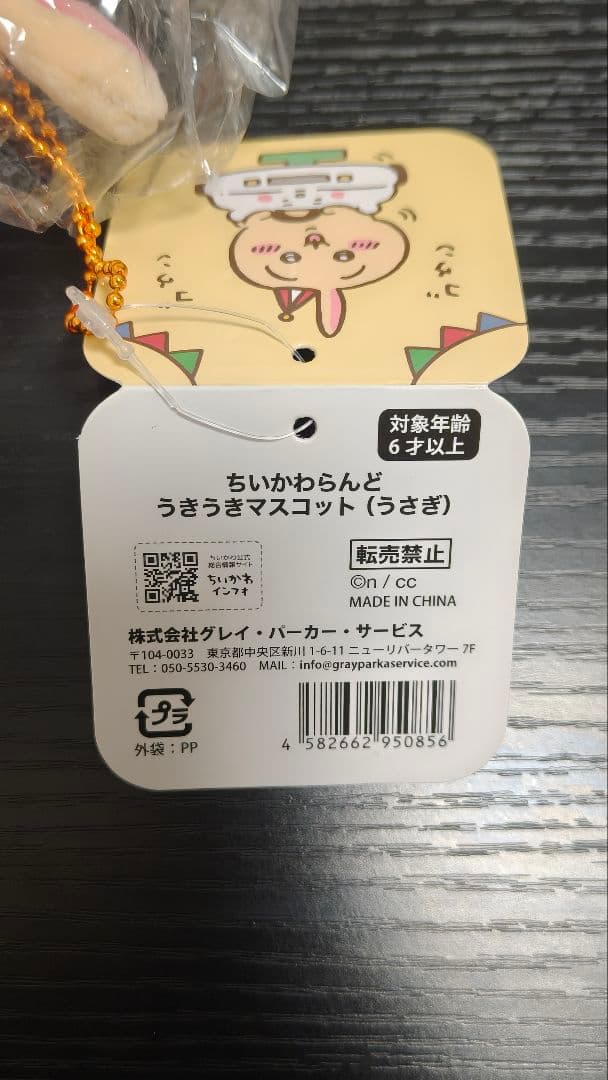 対象年齢
6才以上
ちいかわらんど
うきうきマスコット（うさぎ）
ちいかわ公式
総合情報サイト
ちいかわ
インフォ
転売禁止
©n / cc
MADE IN CHINA
株式会社グレイ・パーカー・サービス
〒104-0033 東京都中央区新川 1-6-11 ニューリバータワー 7F
TEL：050-5530-3460 MAIL：info@grayparkaservice.com
プラ
外袋：PP
4 582662 950856